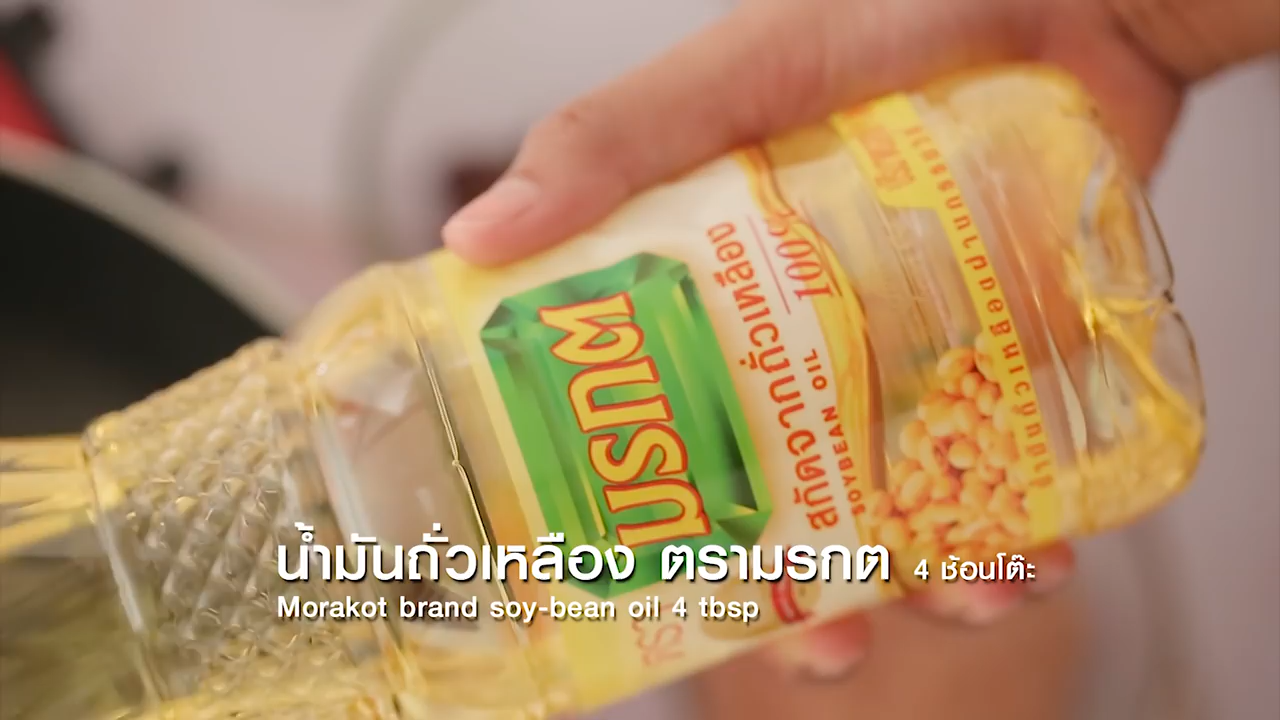 มรกต
100%
สกัดจากถั่วเหลือง
SOYBEAN OIL
น้ำมันถั่วเหลือง ตรามรกต 4 ช้อนโต๊ะ
Morakot brand soy-bean oil 4 tbsp